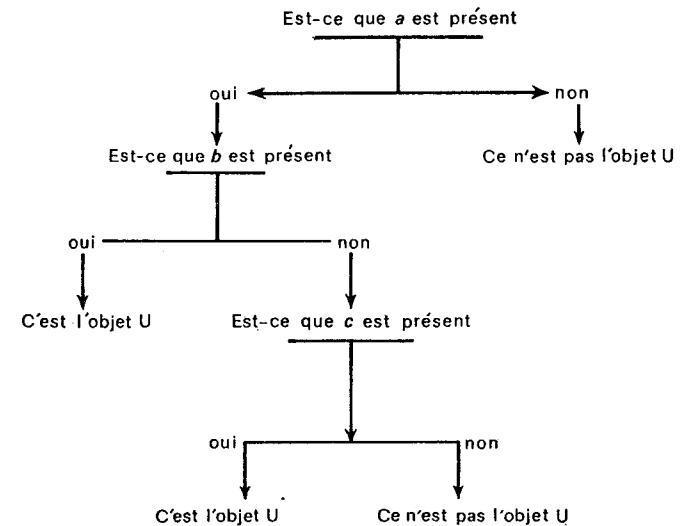 Est-ce que a est présent
oui non
Est-ce que b est présent Ce n'est pas l'objet U
oui non
C'est l'objet U Est-ce que c est présent
oui non
C'est l'objet U Ce n'est pas l'objet U